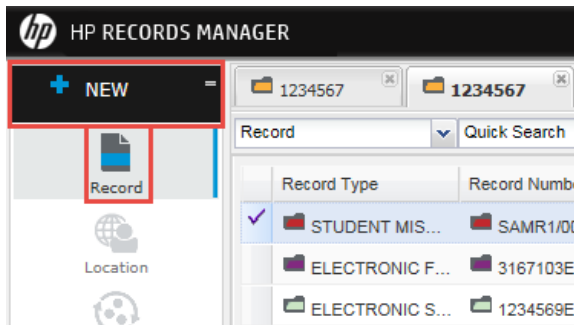 hp HP RECORDS MANAGER
NEW
1234567 1234567
Record Quick Search
Record
Record Type Record Numb
STUDENT MIS... SAMR1/00
Location
ELECTRONIC F... 3167103E
ELECTRONIC S... 1234569E